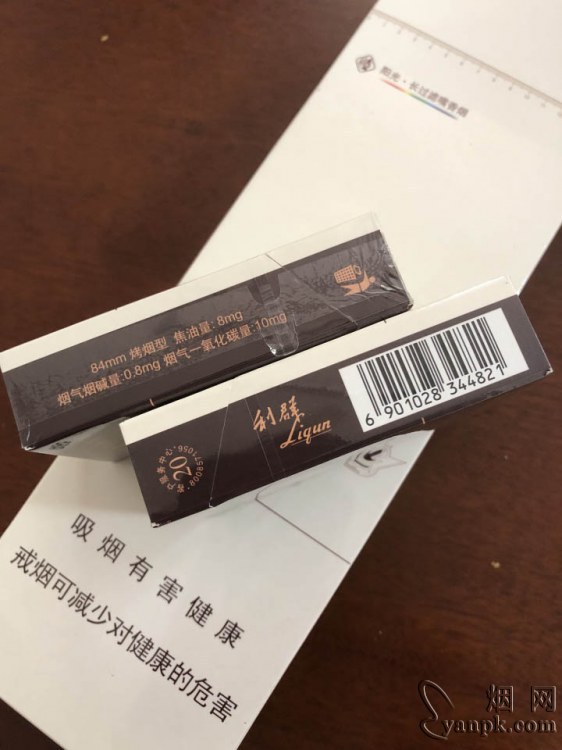 阳光·长过滤嘴香烟
84mm 烤烟型 焦油量: 8mg
烟气烟碱量:0.8mg 烟气一氧化碳量:10mg
利群
Liqun
20
6 901028 344821
吸烟有害健康
戒烟可减少对健康的危害
烟网
yanpk.com